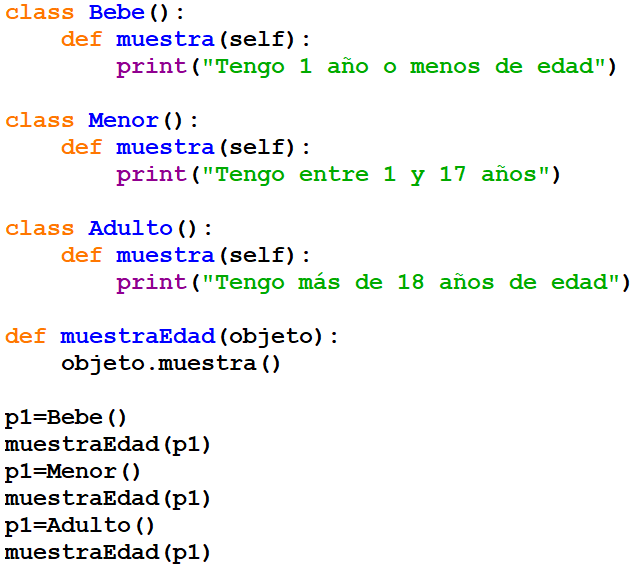 class Bebe():
    def muestra(self):
        print("Tengo 1 año o menos de edad")

class Menor():
    def muestra(self):
        print("Tengo entre 1 y 17 años")

class Adulto():
    def muestra(self):
        print("Tengo más de 18 años de edad")

def muestraEdad(objeto):
    objeto.muestra()

p1=Bebe()
muestraEdad(p1)
p1=Menor()
muestraEdad(p1)
p1=Adulto()
muestraEdad(p1)